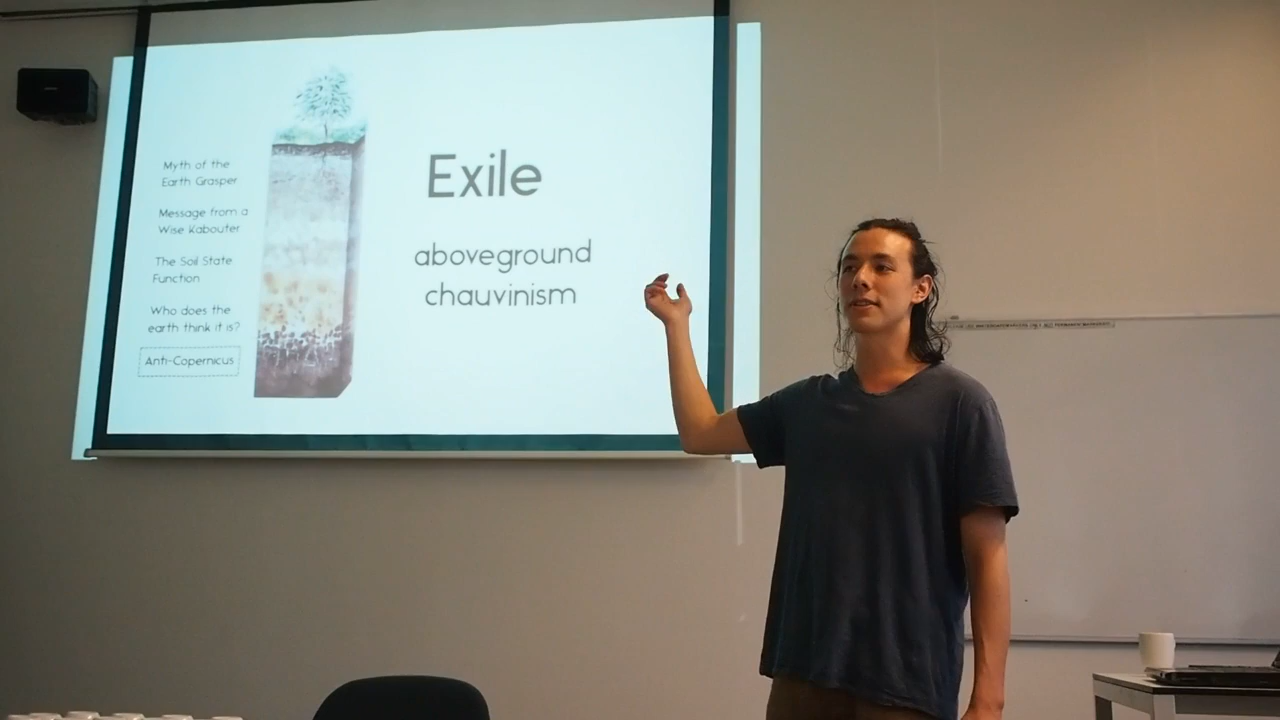 Myth of the
Earth Grasper
Message from a
Wise Kabouter
The Soil State
Function
Who does the
earth think it is?
Anti-Copernicus
Exile
aboveground
chauvinism